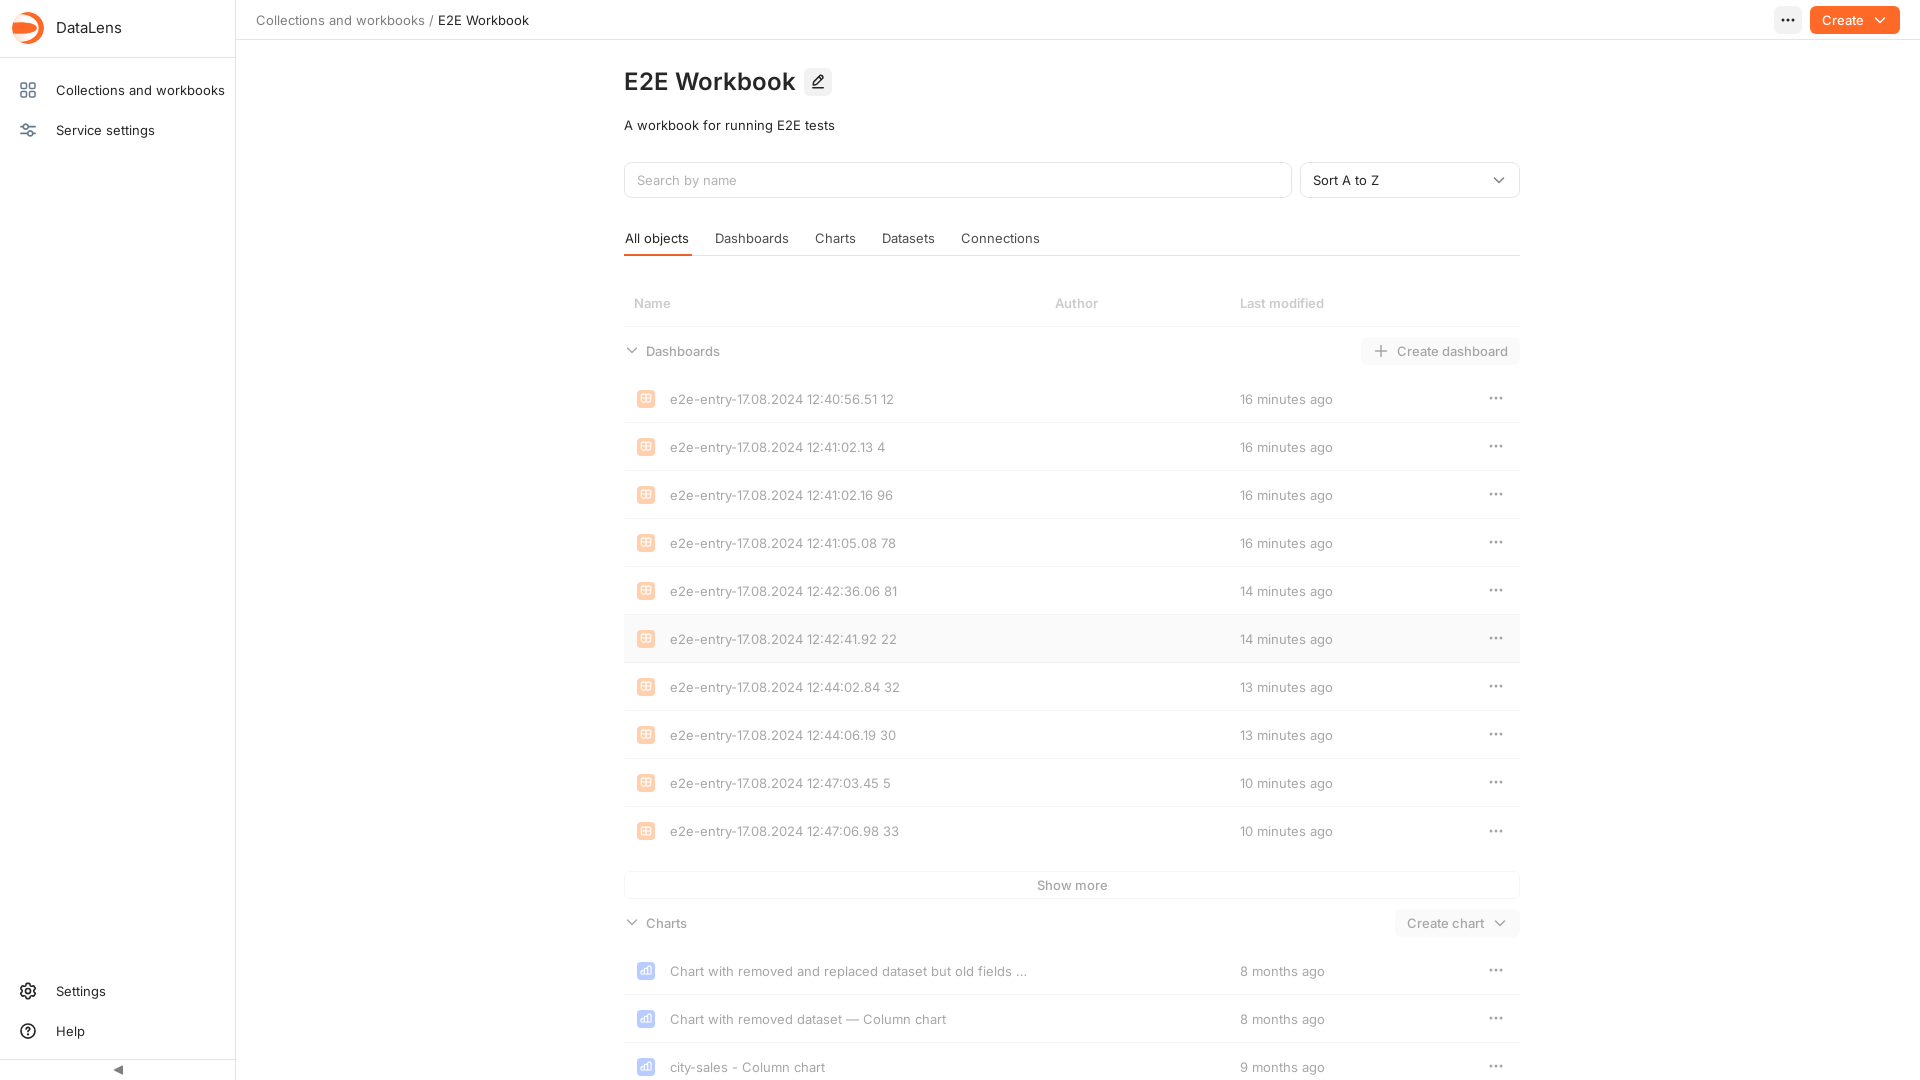 DataLens
Collections and workbooks / E2E Workbook
Create
Collections and workbooks
Service settings
E2E Workbook
A workbook for running E2E tests
Search by name
Sort A to Z
All objects Dashboards Charts Datasets Connections
Name Author Last modified
Dashboards Create dashboard
e2e-entry-17.08.2024 12:40:56.51 12 16 minutes ago
e2e-entry-17.08.2024 12:41:02.13 4 16 minutes ago
e2e-entry-17.08.2024 12:41:02.16 96 16 minutes ago
e2e-entry-17.08.2024 12:41:05.08 78 16 minutes ago
e2e-entry-17.08.2024 12:42:36.06 81 14 minutes ago
e2e-entry-17.08.2024 12:42:41.92 22 14 minutes ago
e2e-entry-17.08.2024 12:44:02.84 32 13 minutes ago
e2e-entry-17.08.2024 12:44:06.19 30 13 minutes ago
e2e-entry-17.08.2024 12:47:03.45 5 10 minutes ago
e2e-entry-17.08.2024 12:47:06.98 33 10 minutes ago
Show more
Charts Create chart
Chart with removed and replaced dataset but old fields ... 8 months ago
Chart with removed dataset — Column chart 8 months ago
city-sales - Column chart 9 months ago
Settings
Help